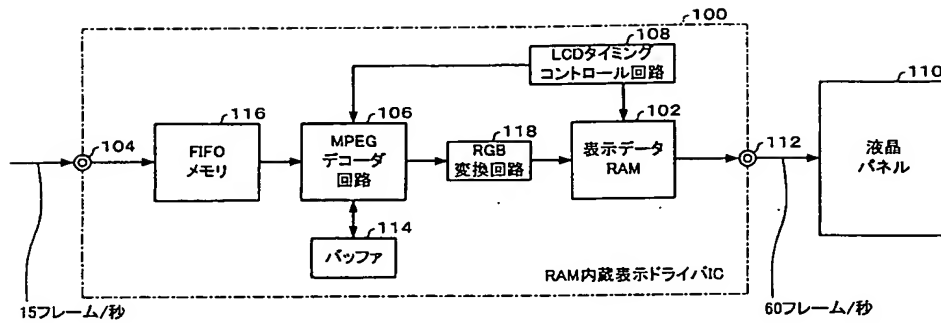 100
108
LCDタイミング
コントロール回路
110
116
106
102
104
FIFO
メモリ
MPEG
デコーダ
回路
118
RGB
変換回路
表示データ
RAM
112
液晶
パネル
114
バッファ
RAM内蔵表示ドライバIC
15フレーム/秒
60フレーム/秒